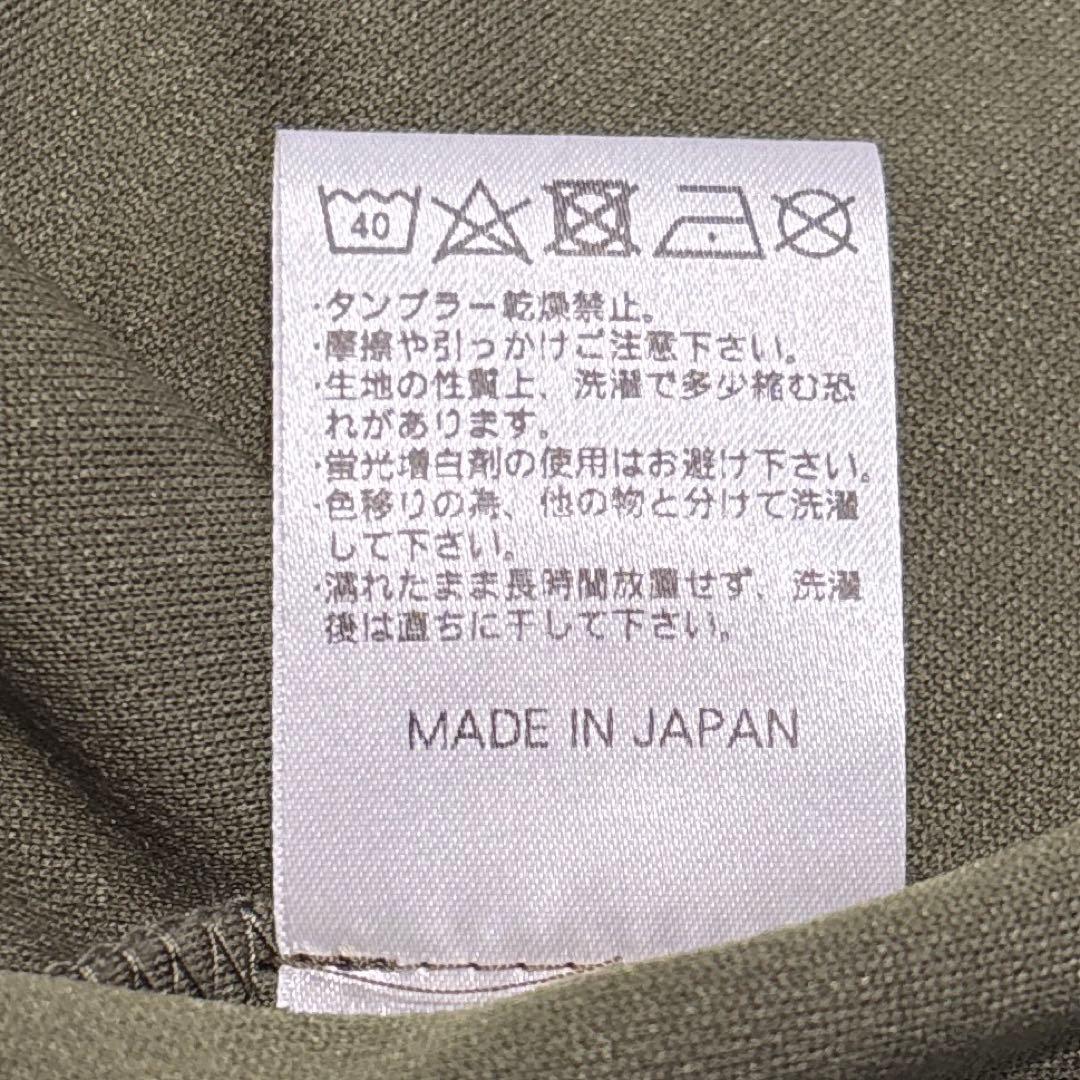 40
・タンブラー乾燥禁止。
・摩擦や引っかけご注意下さい。
・生地の性質上、洗濯で多少縮む恐
れがあります。
・蛍光増白剤の使用はお避け下さい。
・色移りの為、他の物と分けて洗濯
して下さい。
・濡れたまま長時間放置せず、洗濯
後は直ちに干して下さい。
MADE IN JAPAN